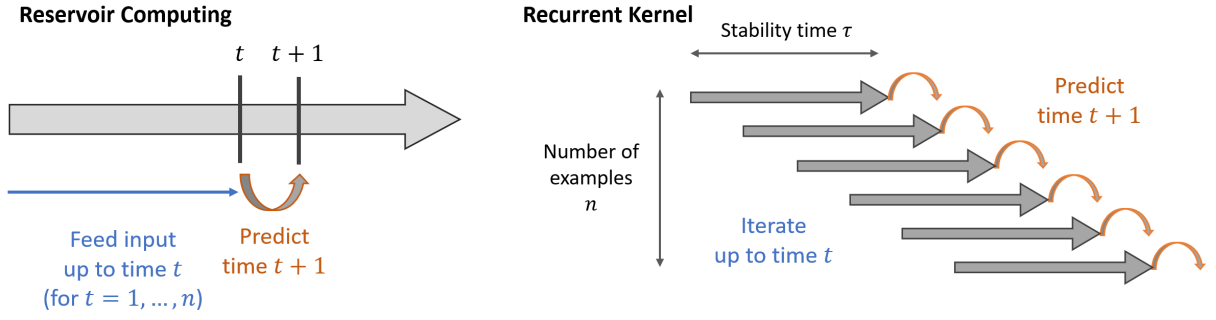 Reservoir Computing
t t + 1
Feed input
up to time t
(for t = 1, ..., n)
Predict
time t + 1
Recurrent Kernel
Stability time τ
Number of
examples
n
Iterate
up to time t
Predict
time t + 1